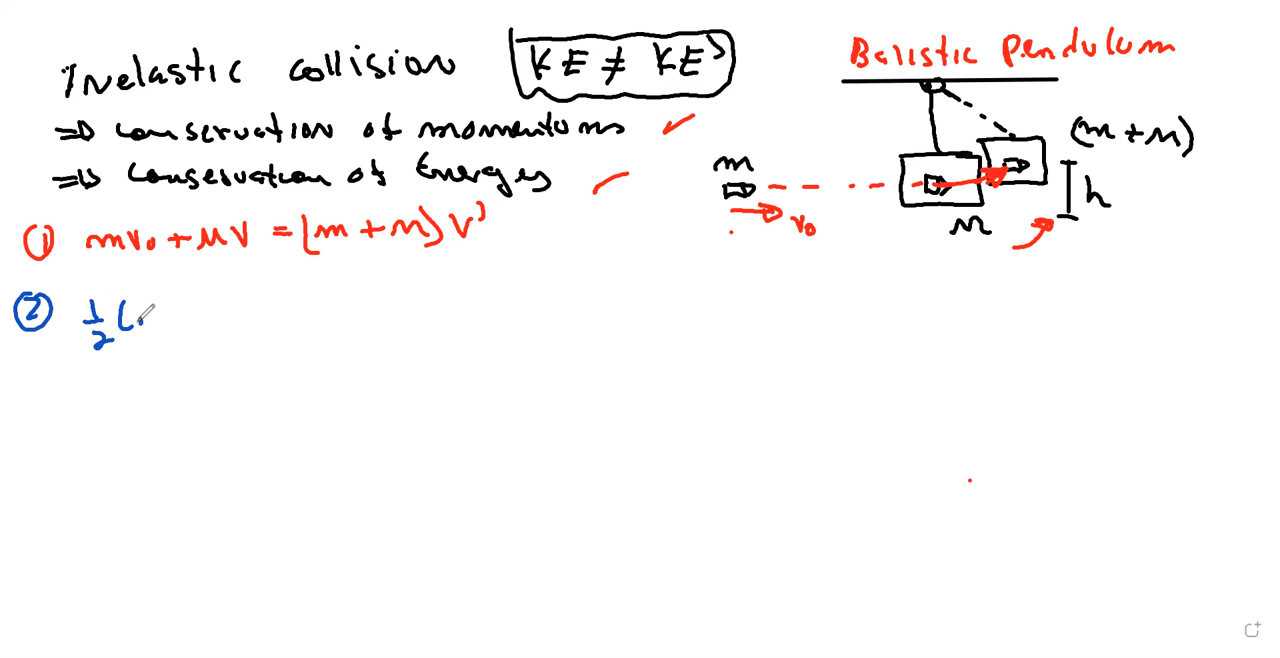 Inelastic collision KE ≠ KE'
Balistic Pendulum
⇒ conservation of momentums ✓
⇒ conservation of Energies ✓
(m + M)
m
v₀
M
h
① mv₀ + MV = (m + M) V'
② 1/2 (